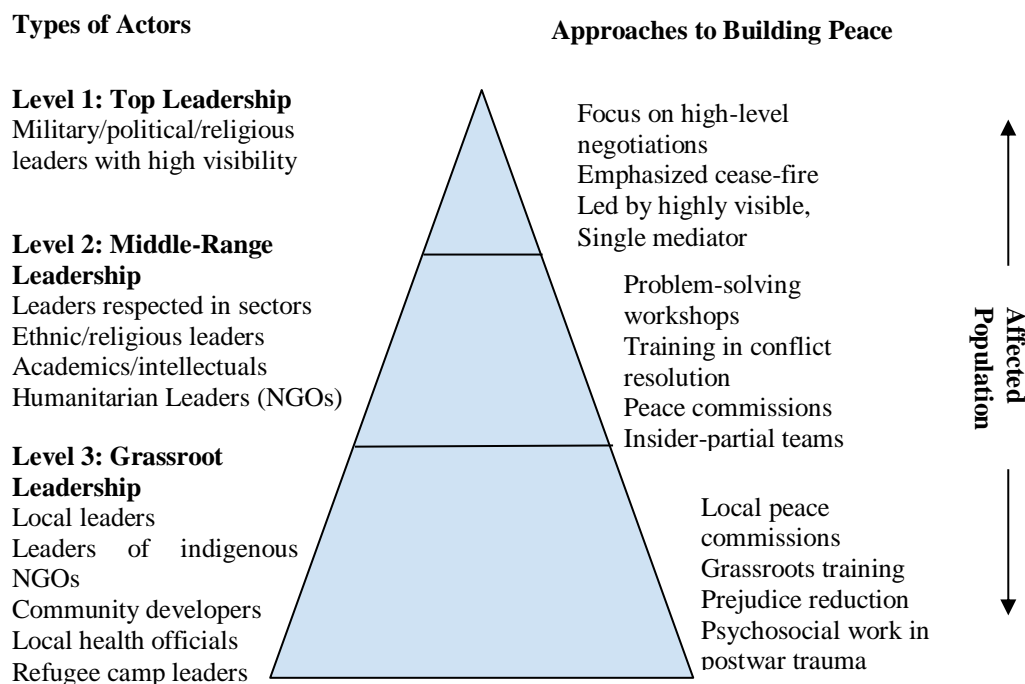 Types of Actors
Approaches to Building Peace
Level 1: Top Leadership
Military/political/religious
leaders with high visibility
Focus on high-level
negotiations
Emphasized cease-fire
Led by highly visible,
Single mediator
Level 2: Middle-Range
Leadership
Leaders respected in sectors
Ethnic/religious leaders
Academics/intellectuals
Humanitarian Leaders (NGOs)
Problem-solving
workshops
Training in conflict
resolution
Peace commissions
Insider-partial teams
Level 3: Grassroot
Leadership
Local leaders
Leaders of indigenous
NGOs
Community developers
Local health officials
Refugee camp leaders
Local peace
commissions
Grassroots training
Prejudice reduction
Psychosocial work in
postwar trauma
Affected
Population